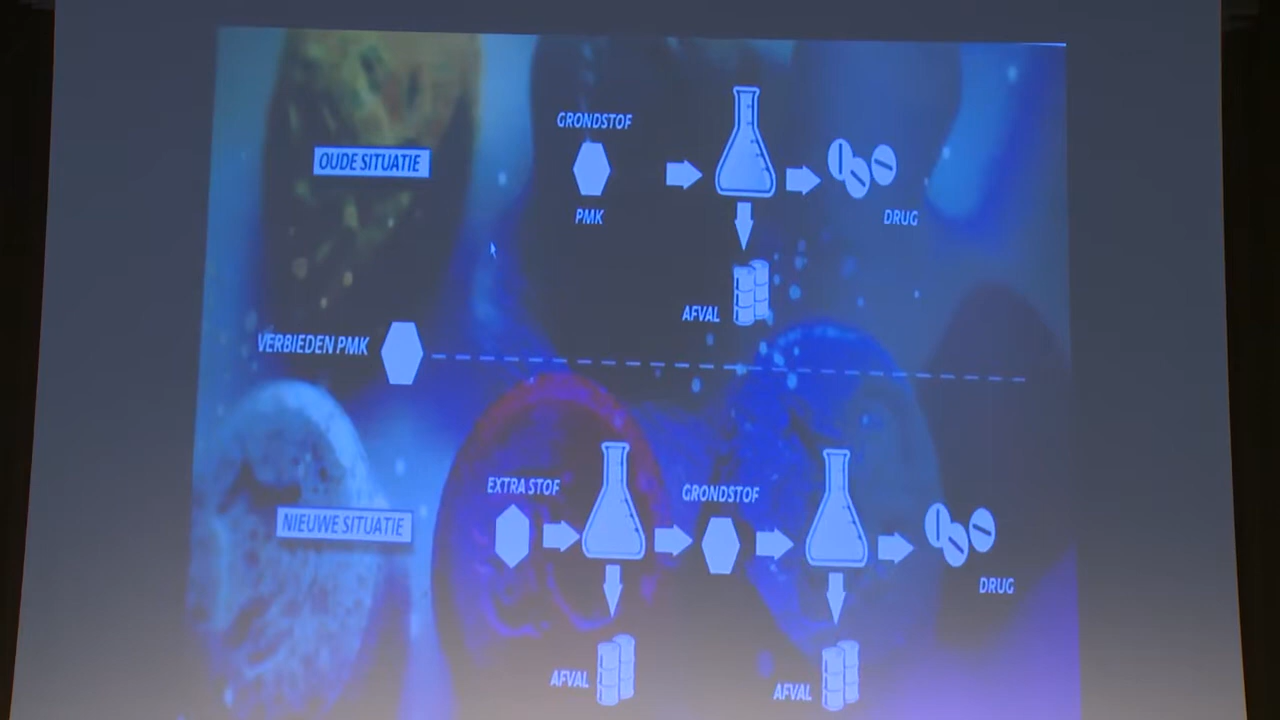 GRONDSTOF
OUDE SITUATIE
PMK
DRUG
AFVAL
VERBIEDEN PMK
EXTRA STOF
GRONDSTOF
NIEUWE SITUATIE
DRUG
AFVAL
AFVAL